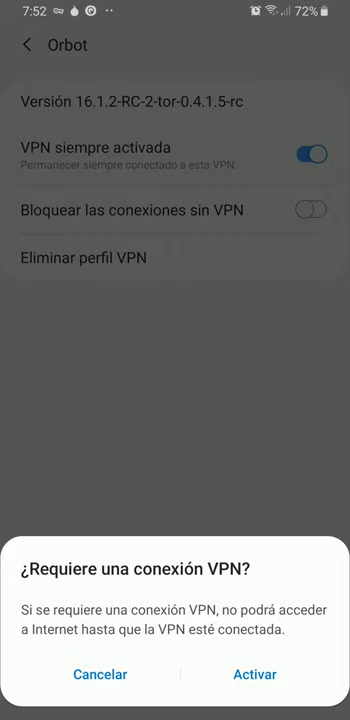 7:52
72%
Orbot
Versión 16.1.2-RC-2-tor-0.4.1.5-rc
VPN siempre activada
Permanecer siempre conectado a esta VPN.
Bloquear las conexiones sin VPN
Eliminar perfil VPN
¿Requiere una conexión VPN?
Si se requiere una conexión VPN, no podrá acceder
a Internet hasta que la VPN esté conectada.
Cancelar
Activar